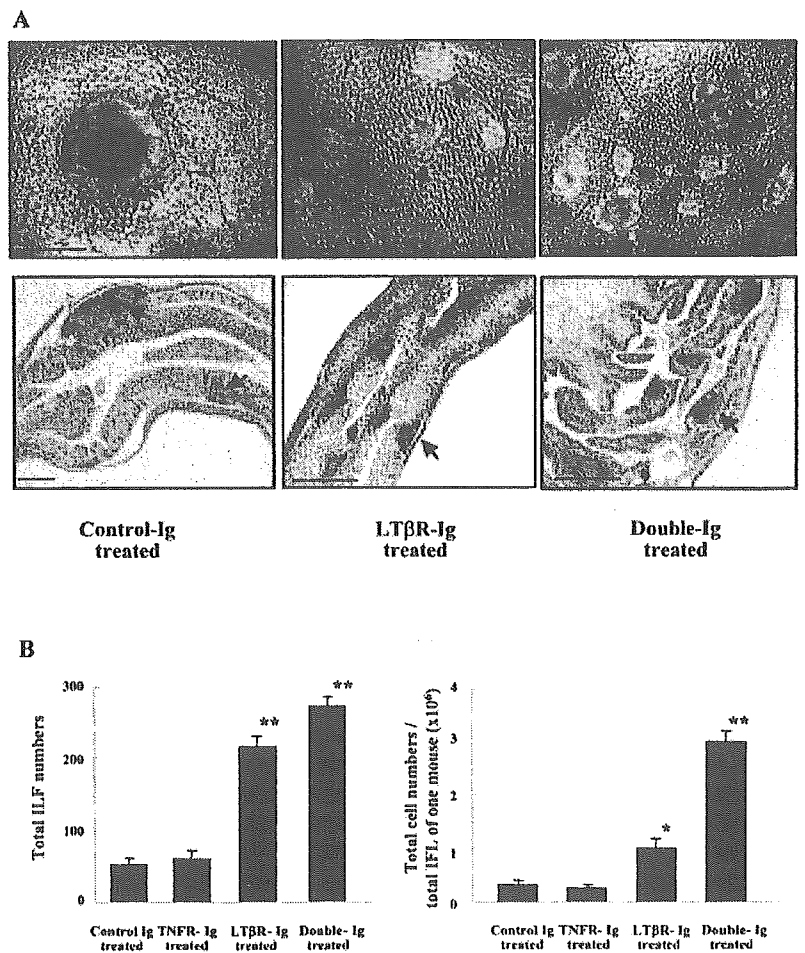 A
Control-Ig
treated
LTβR-Ig
treated
Double-Ig
treated
B
Total ILF numbers
300
200
100
0
**
**
Control Ig
treated
TNFR- Ig
treated
LTβR- Ig
treated
Double- Ig
treated
Total cell numbers /
total IFL of one mouse (x10⁶)
4
3
2
1
0
*
**
Control Ig
treated
TNFR- Ig
treated
LTβR- Ig
treated
Double- Ig
treated